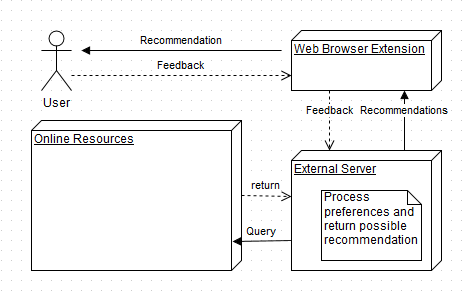 Recommendation
Web Browser Extension
Feedback
User
Feedback
Recommendations
Online Resources
External Server
return
Process
preferences and
return possible
recommendation
Query